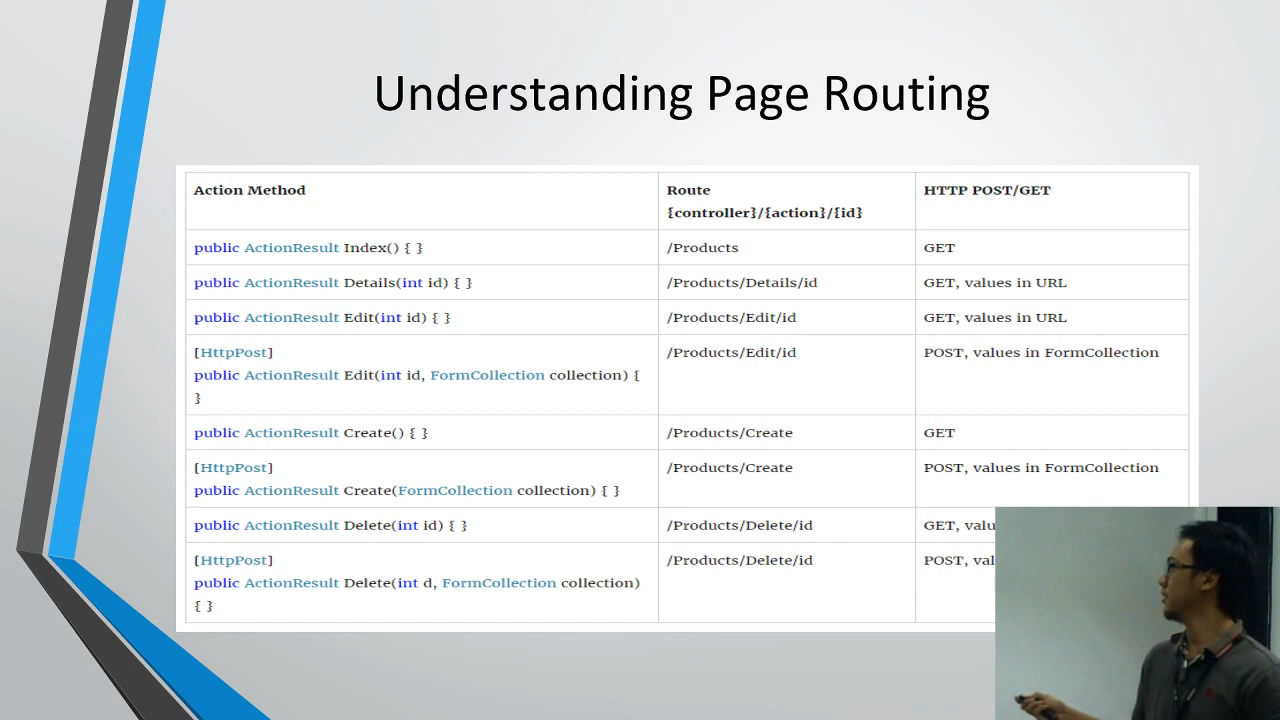 Understanding Page Routing
Action Method
Route
{controller}/{action}/{id}
HTTP POST/GET
public ActionResult Index() { }
/Products
GET
public ActionResult Details(int id) { }
/Products/Details/id
GET, values in URL
public ActionResult Edit(int id) { }
/Products/Edit/id
GET, values in URL
[HttpPost]
public ActionResult Edit(int id, FormCollection collection) {
}
/Products/Edit/id
POST, values in FormCollection
public ActionResult Create() { }
/Products/Create
GET
[HttpPost]
public ActionResult Create(FormCollection collection) { }
/Products/Create
POST, values in FormCollection
public ActionResult Delete(int id) { }
/Products/Delete/id
GET,
[HttpPost]
public ActionResult Delete(int d, FormCollection collection)
{ }
/Products/Delete/id
POST,